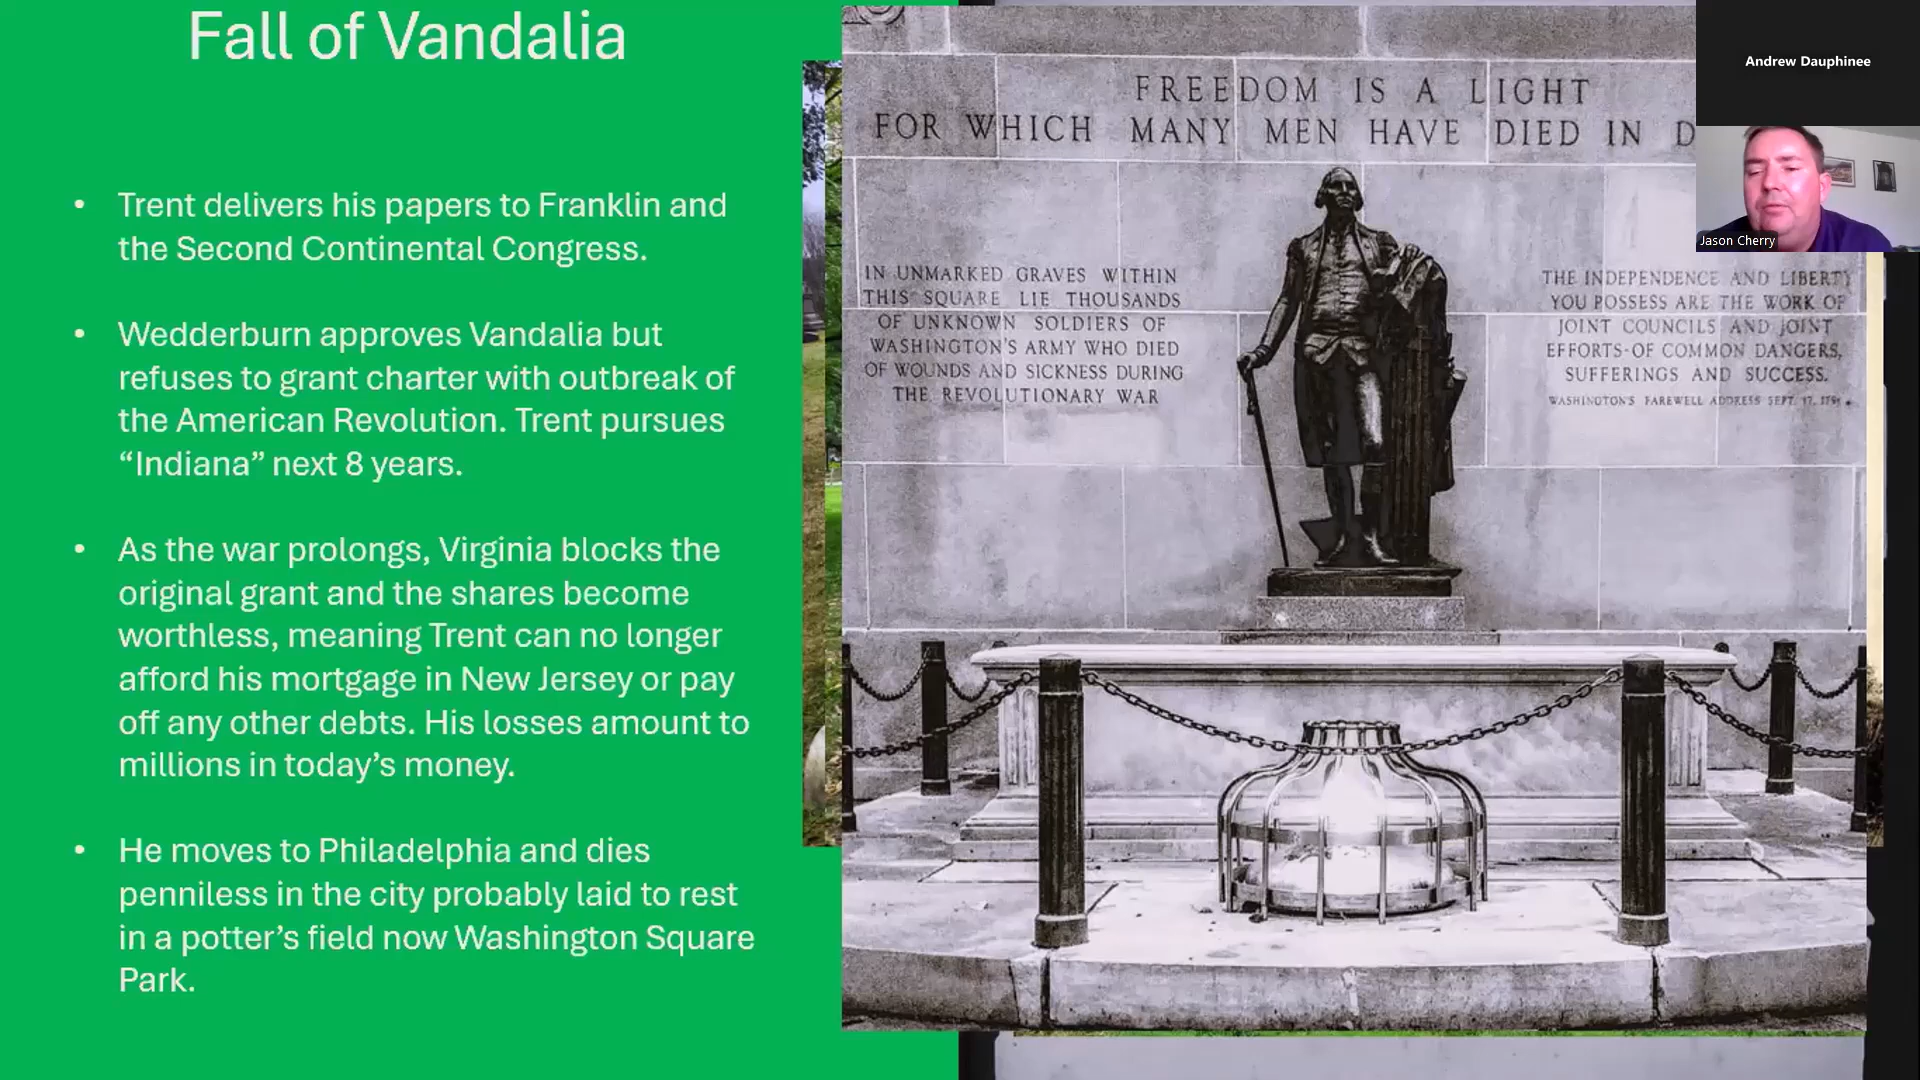 Fall of Vandalia
• Trent delivers his papers to Franklin and
the Second Continental Congress.
• Wedderburn approves Vandalia but
refuses to grant charter with outbreak of
the American Revolution. Trent pursues
“Indiana” next 8 years.
• As the war prolongs, Virginia blocks the
original grant and the shares become
worthless, meaning Trent can no longer
afford his mortgage in New Jersey or pay
off any other debts. His losses amount to
millions in today’s money.
• He moves to Philadelphia and dies
penniless in the city probably laid to rest
in a potter’s field now Washington Square
Park.
FREEDOM IS A LIGHT
FOR WHICH MANY MEN HAVE DIED IN D
IN UNMARKED GRAVES WITHIN
THIS SQUARE LIE THOUSANDS
OF UNKNOWN SOLDIERS OF
WASHINGTON'S ARMY WHO DIED
OF WOUNDS AND SICKNESS DURING
THE REVOLUTIONARY WAR
THE INDEPENDENCE AND LIBERTY
YOU POSSESS ARE THE WORK OF
JOINT COUNCILS AND JOINT
EFFORTS-OF COMMON DANGERS,
SUFFERINGS AND SUCCESS.
WASHINGTON'S FAREWELL ADDRESS SEPT. 17,
Andrew Dauphinee
Jason Cherry